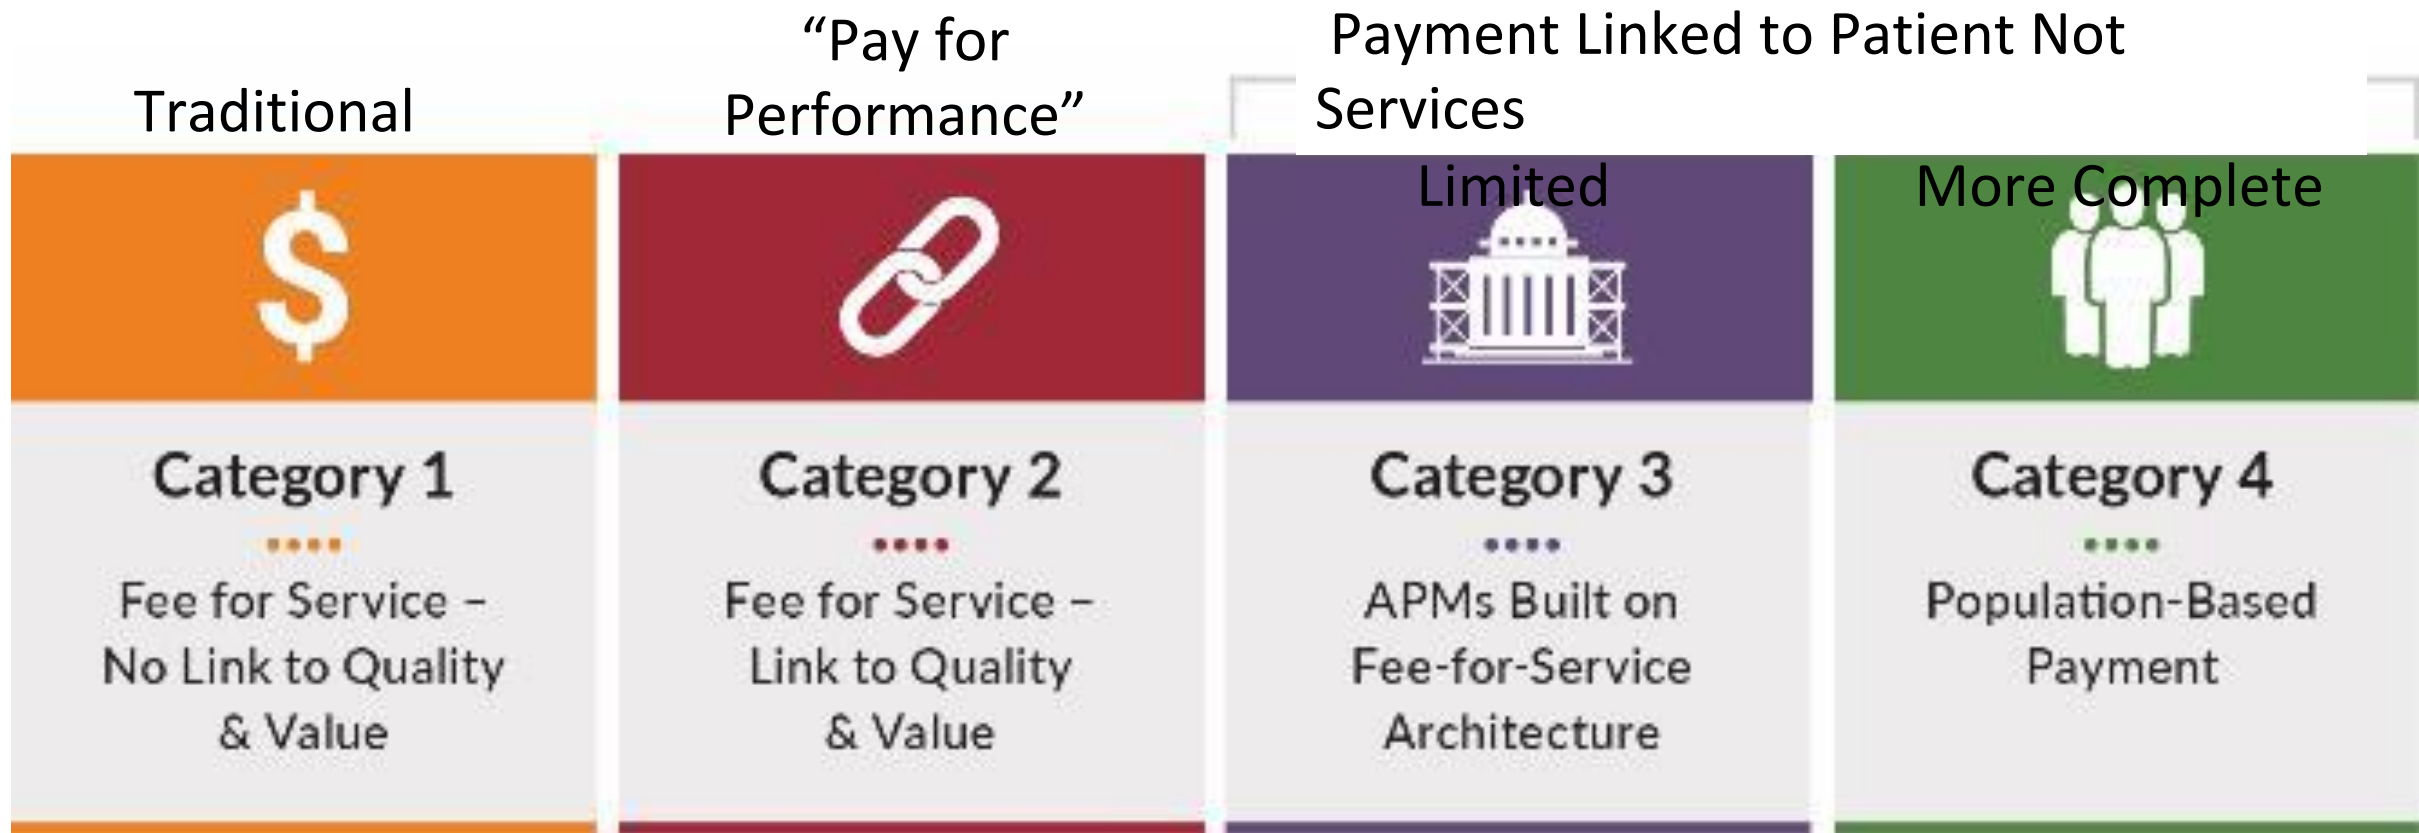 Traditional
“Pay for
Performance”
Payment Linked to Patient Not
Services
Limited
More Complete
$
Category 1
Fee for Service –
No Link to Quality
& Value
Category 2
Fee for Service –
Link to Quality
& Value
Category 3
APMs Built on
Fee-for-Service
Architecture
Category 4
Population-Based
Payment